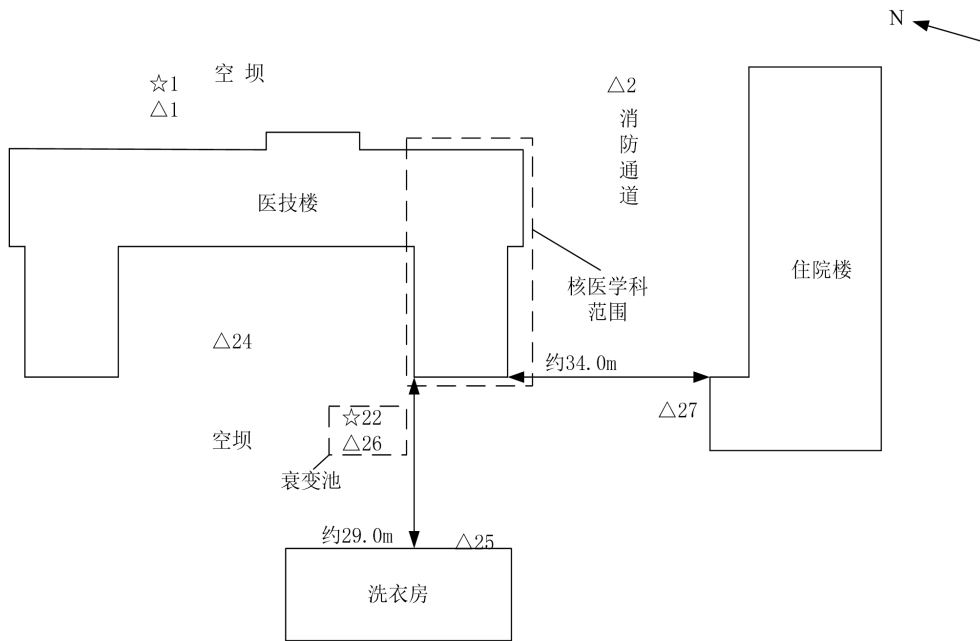 N
空 坝
☆1
△1
△2
消
防
通
道
医技楼
住院楼
核医学科
范围
△24
约34.0m
△27
☆22
△26
空坝
衰变池
约29.0m
△25
洗衣房